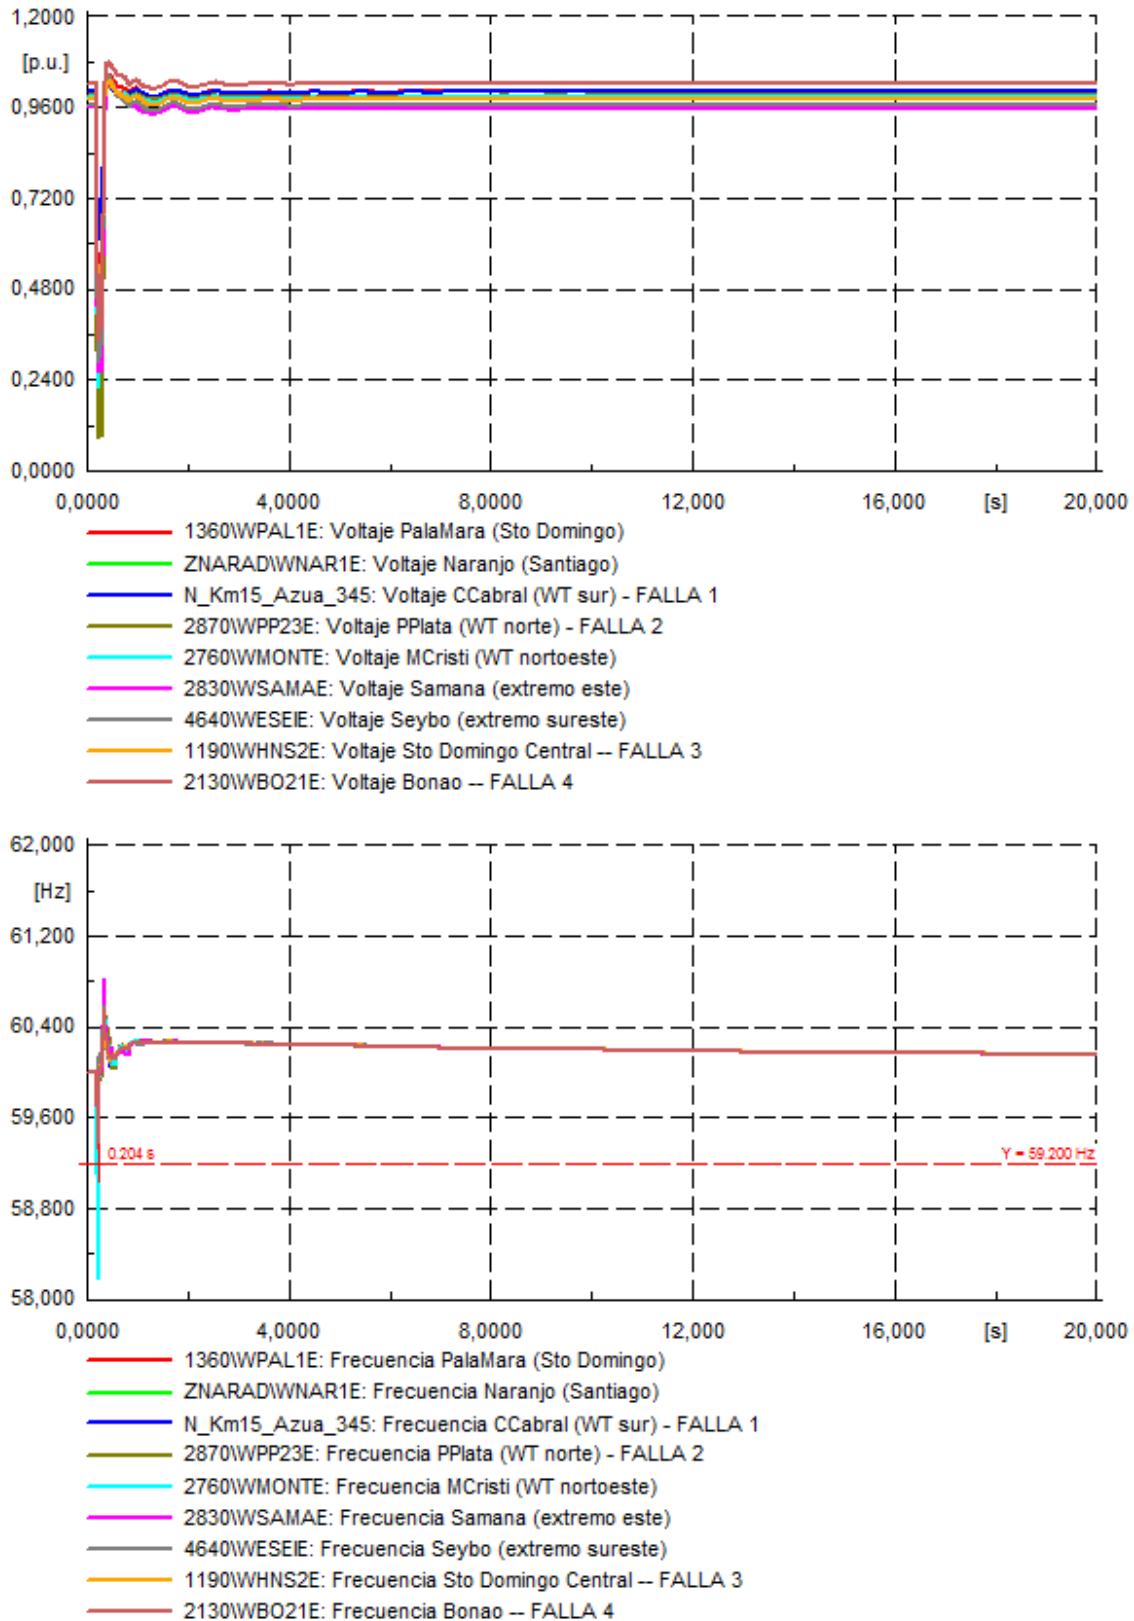 1,2000
[p.u.]
0,9600
0,7200
0,4800
0,2400
0,0000
0,0000 4,0000 8,0000 12,000 16,000 [s] 20,000
1360\WPAL1E: Voltaje PalaMara (Sto Domingo)
ZNARAD\WNAR1E: Voltaje Naranjo (Santiago)
N_Km15_Azua_345: Voltaje CCabral (WT sur) - FALLA 1
2870\WPP23E: Voltaje PPlata (WT norte) - FALLA 2
2760\WMONTE: Voltaje MCristi (WT nortoeste)
2830\WSAMAE: Voltaje Samana (extremo este)
4640\WESEIE: Voltaje Seybo (extremo sureste)
1190\WHNS2E: Voltaje Sto Domingo Central -- FALLA 3
2130\WBO21E: Voltaje Bonao -- FALLA 4
62,000
[Hz]
61,200
60,400
59,600
0.204 s Y = 59.200 Hz
58,800
58,000
0,0000 4,0000 8,0000 12,000 16,000 [s] 20,000
1360\WPAL1E: Frecuencia PalaMara (Sto Domingo)
ZNARAD\WNAR1E: Frecuencia Naranjo (Santiago)
N_Km15_Azua_345: Frecuencia CCabral (WT sur) - FALLA 1
2870\WPP23E: Frecuencia PPlata (WT norte) - FALLA 2
2760\WMONTE: Frecuencia MCristi (WT nortoeste)
2830\WSAMAE: Frecuencia Samana (extremo este)
4640\WESEIE: Frecuencia Seybo (extremo sureste)
1190\WHNS2E: Frecuencia Sto Domingo Central -- FALLA 3
2130\WBO21E: Frecuencia Bonao -- FALLA 4